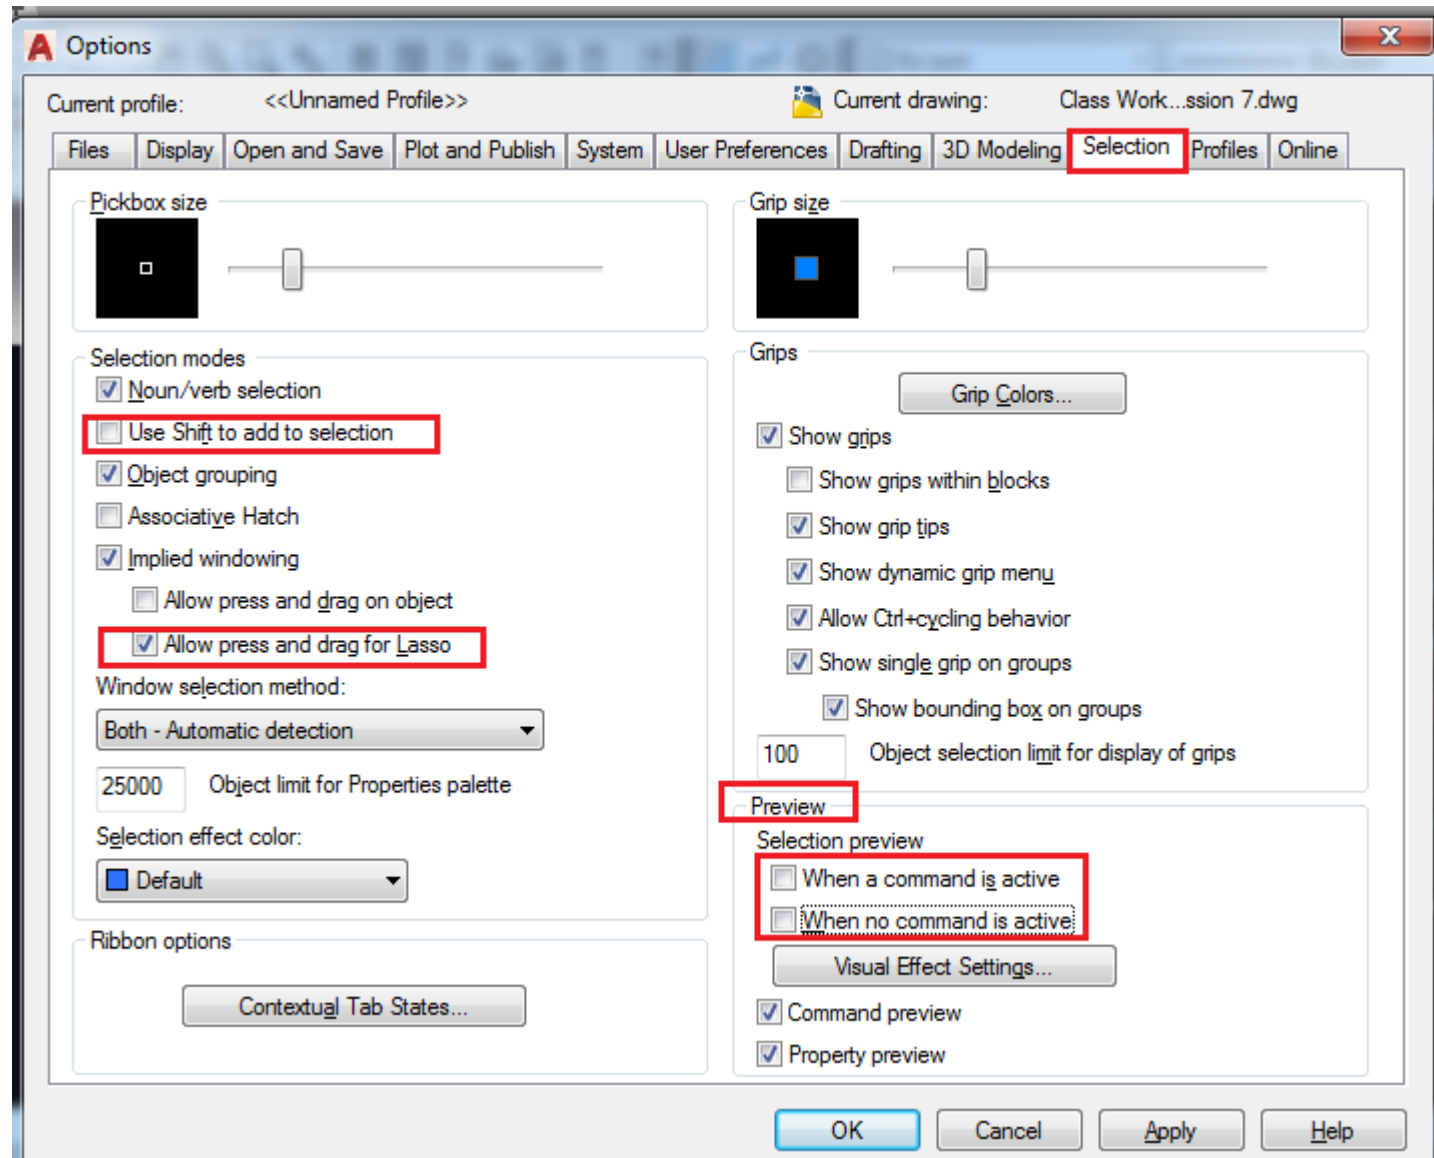 Options
Current profile: <<Unnamed Profile>> Current drawing: Class Work...ssion 7.dwg
Files Display Open and Save Plot and Publish System User Preferences Drafting 3D Modeling Selection Profiles Online
Pickbox size
Selection modes
Noun/verb selection
Use Shift to add to selection
Object grouping
Associative Hatch
Implied windowing
Allow press and drag on object
Allow press and drag for Lasso
Window selection method:
Both - Automatic detection
25000 Object limit for Properties palette
Selection effect color:
Default
Ribbon options
Contextual Tab States...
Grip size
Grips
Grip Colors...
Show grips
Show grips within blocks
Show grip tips
Show dynamic grip menu
Allow Ctrl+cycling behavior
Show single grip on groups
Show bounding box on groups
100 Object selection limit for display of grips
Preview
Selection preview
When a command is active
When no command is active
Visual Effect Settings...
Command preview
Property preview
OK Cancel Apply Help